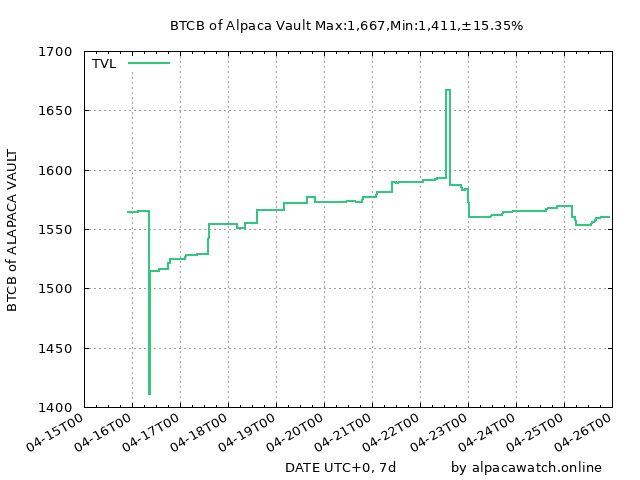 BTCB of Alpaca Vault Max:1,667,Min:1,411,±15.35%
1700
TVL
1650
1600
1550
1500
1450
1400
BTCB of ALAPACA VAULT
04-15T00
04-16T00
04-17T00
04-18T00
04-19T00
04-20T00
04-21T00
04-22T00
04-23T00
04-24T00
04-25T00
04-26T00
DATE UTC+0, 7d
by alpacawatch.online